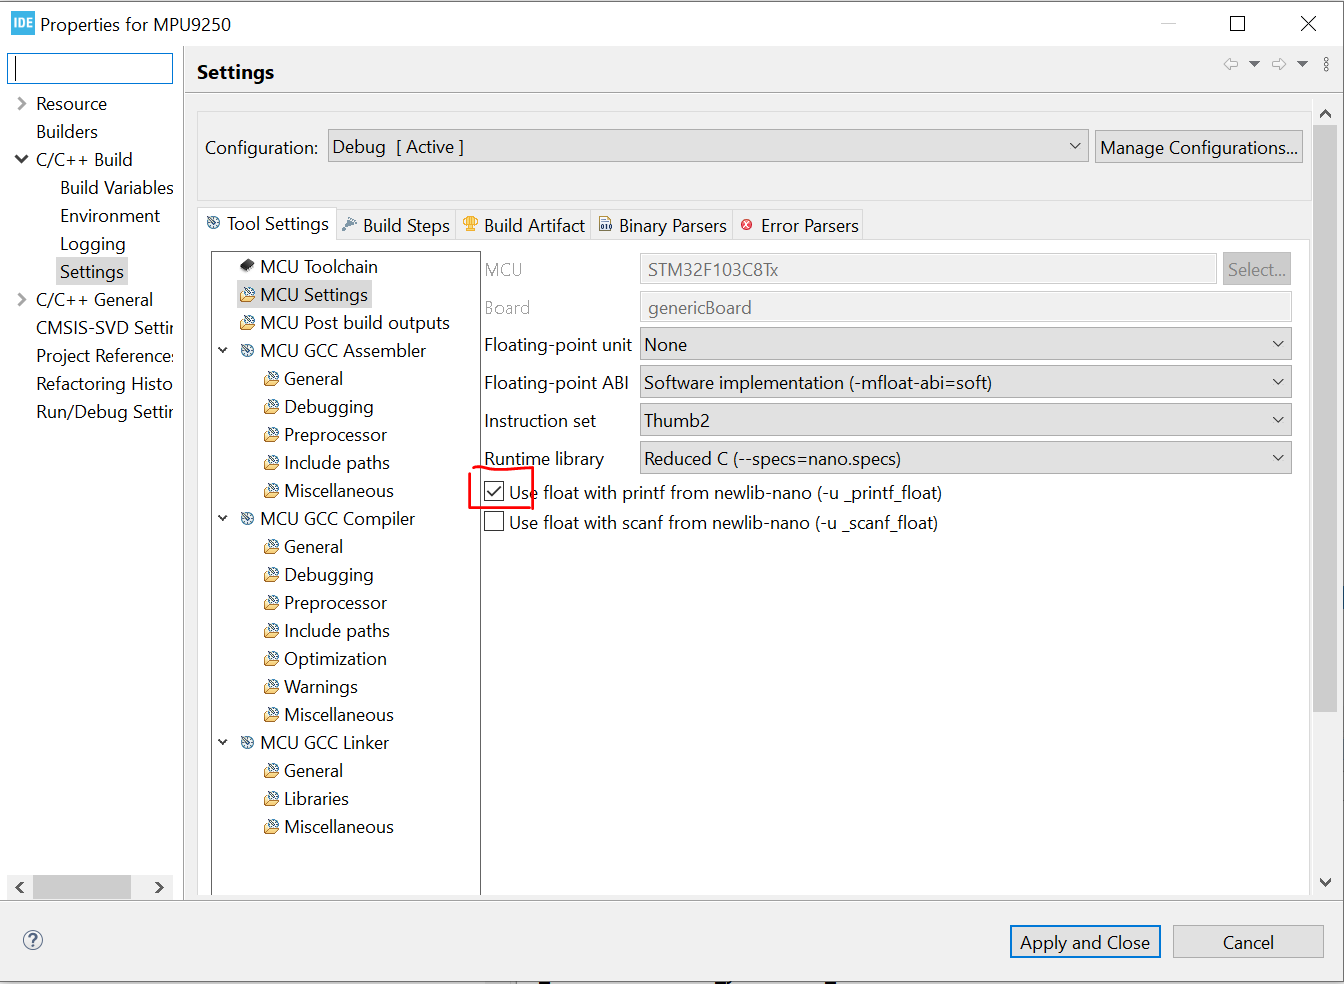 IDE Properties for MPU9250
Settings
Resource
Builders
C/C++ Build
Build Variables
Environment
Logging
Settings
C/C++ General
CMSIS-SVD Settir
Project References
Refactoring Histo
Run/Debug Settir
Configuration: Debug [ Active ] Manage Configurations...
Tool Settings Build Steps Build Artifact 010 Binary Parsers Error Parsers
MCU Toolchain
MCU Settings
MCU Post build outputs
MCU GCC Assembler
General
Debugging
Preprocessor
Include paths
Miscellaneous
MCU GCC Compiler
General
Debugging
Preprocessor
Include paths
Optimization
Warnings
Miscellaneous
MCU GCC Linker
General
Libraries
Miscellaneous
MCU STM32F103C8Tx Select...
Board genericBoard
Floating-point unit None
Floating-point ABI Software implementation (-mfloat-abi=soft)
Instruction set Thumb2
Runtime library Reduced C (--specs=nano.specs)
Use float with printf from newlib-nano (-u _printf_float)
Use float with scanf from newlib-nano (-u _scanf_float)
? Apply and Close Cancel